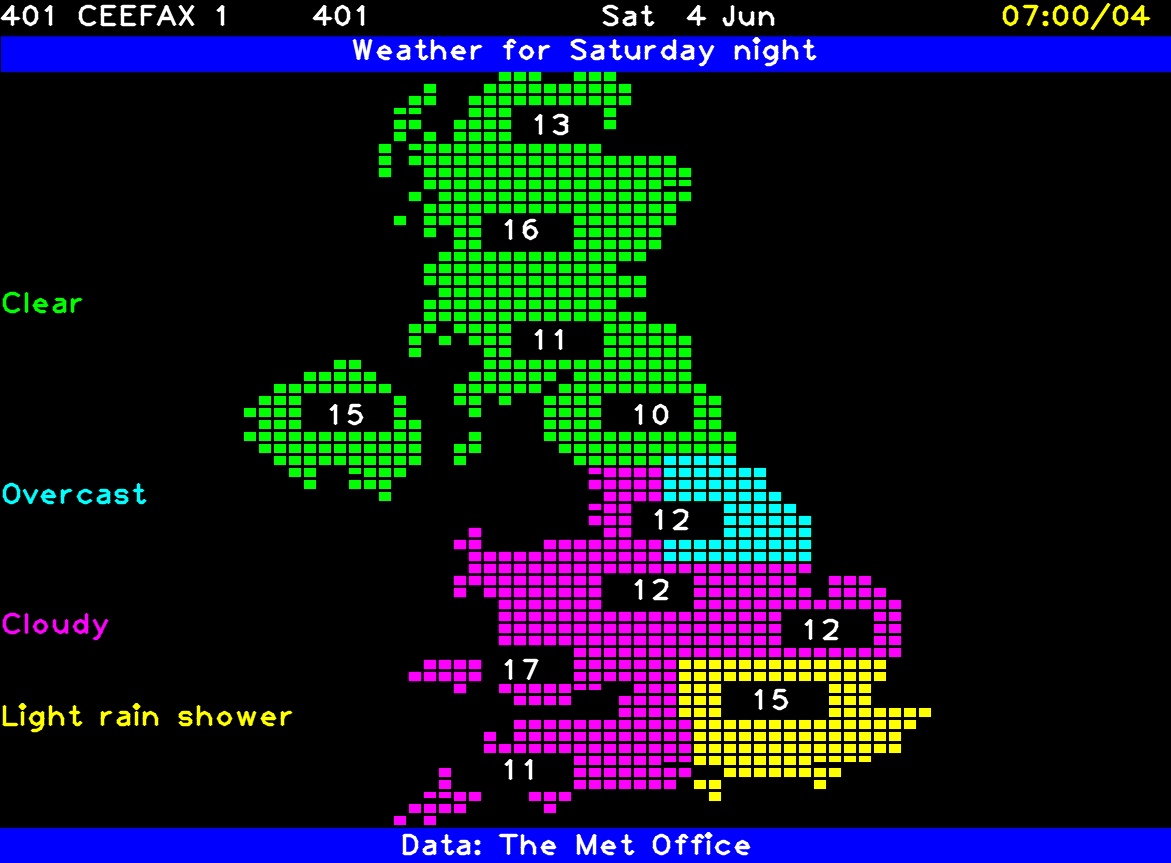 401 CEEFAX 1 401 Sat 4 Jun 07:00/04
Weather for Saturday night
13
16
Clear
11
15 10
Overcast
12
12
Cloudy 12
17
15
Light rain shower
11
Data: The Met Office